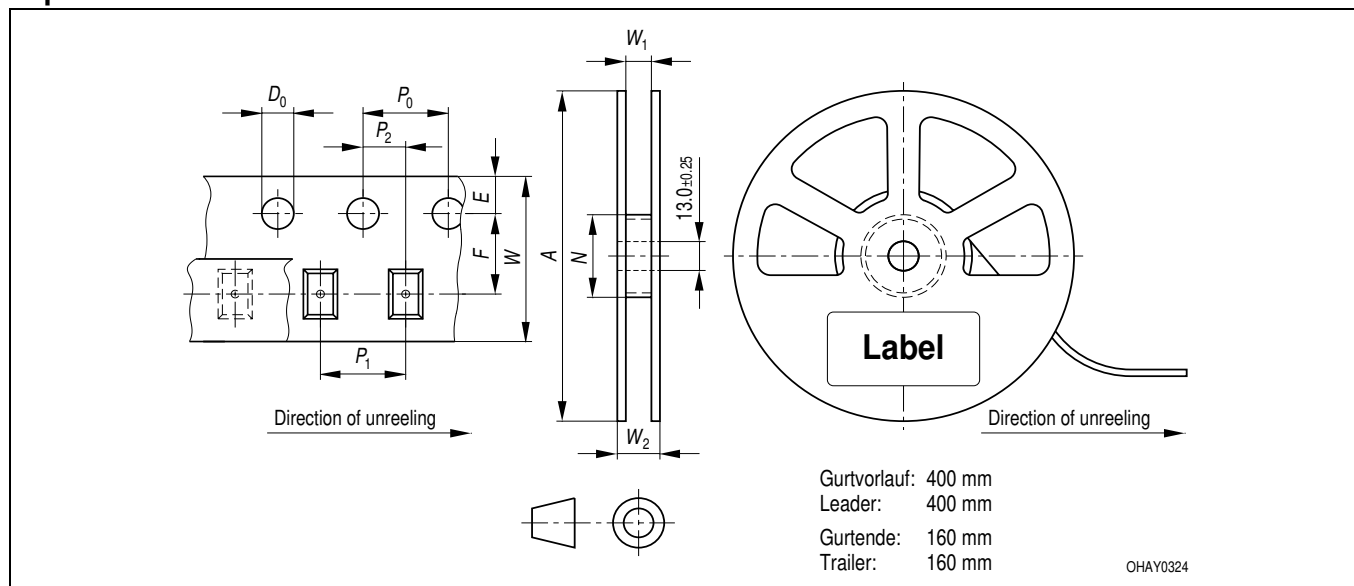 W1
D0
P0
P2
E
F
W
A
N
13.0±0.25
Label
P1
Direction of unreeling
W2
Direction of unreeling
Gurtvorlauf: 400 mm
Leader: 400 mm
Gurtende: 160 mm
Trailer: 160 mm
OHAY0324